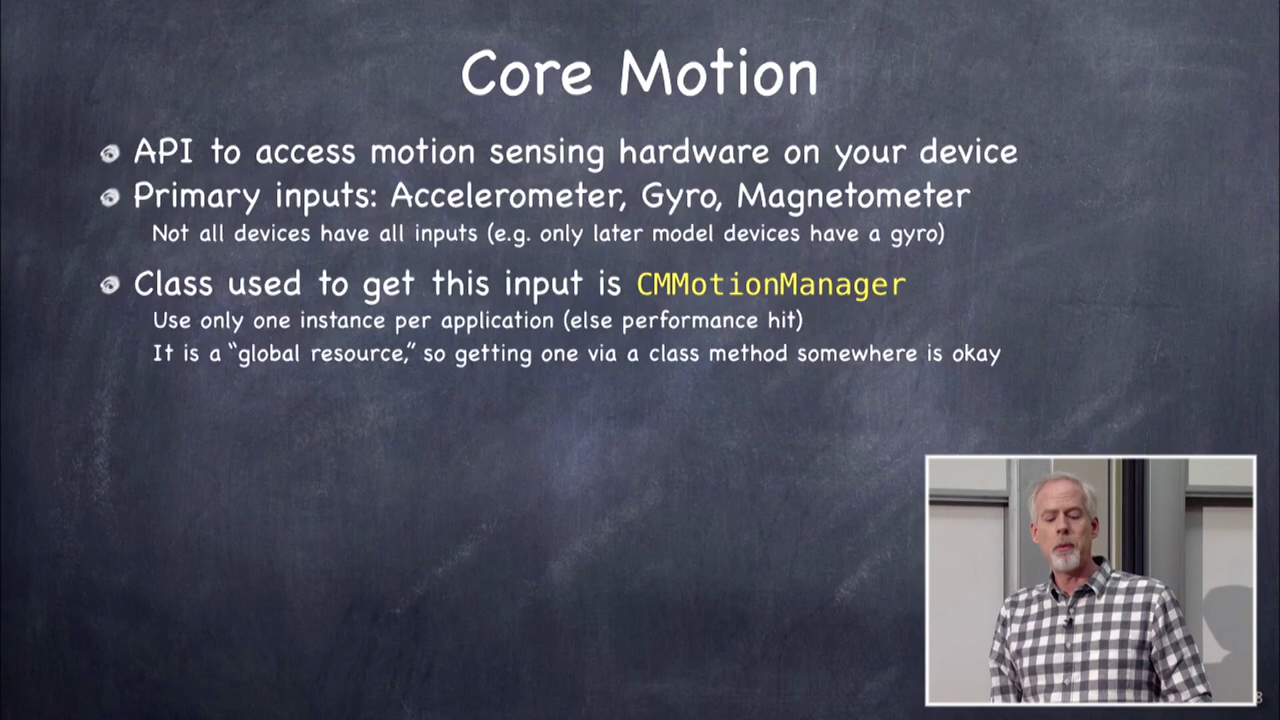 Core Motion
API to access motion sensing hardware on your device
Primary inputs: Accelerometer, Gyro, Magnetometer
Not all devices have all inputs (e.g. only later model devices have a gyro)
Class used to get this input is CMMotionManager
Use only one instance per application (else performance hit)
It is a “global resource,” so getting one via a class method somewhere is okay